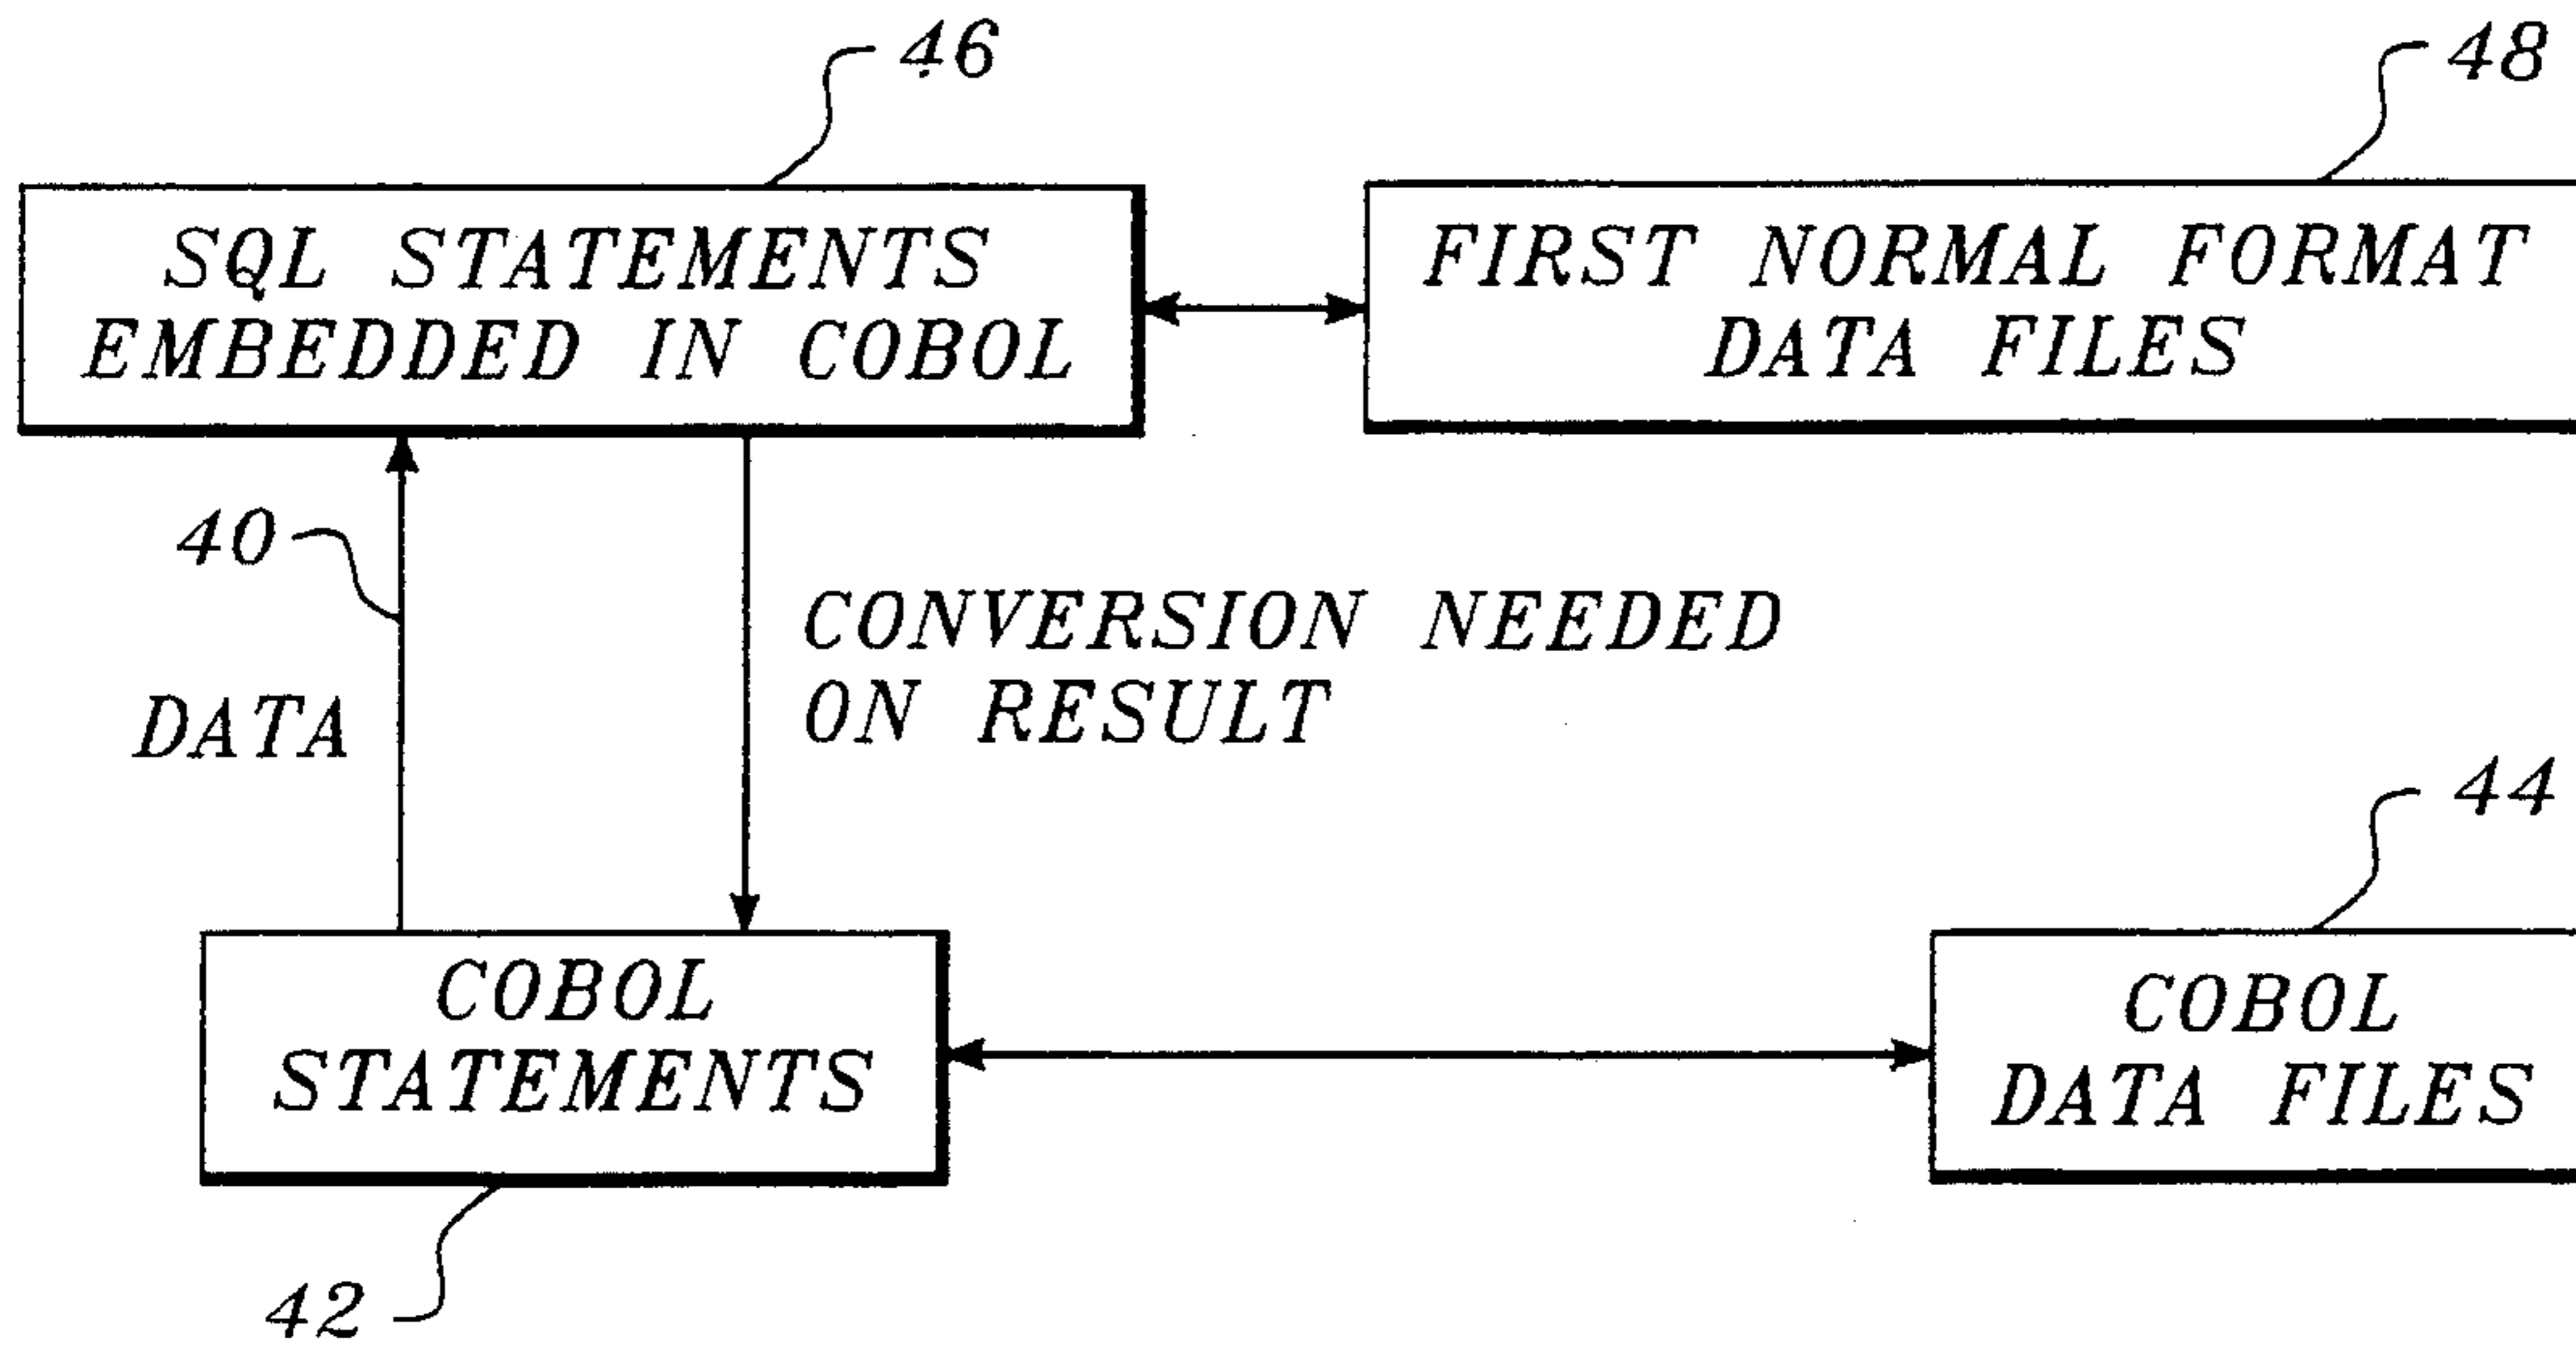 46
48
SQL STATEMENTS
EMBEDDED IN COBOL
FIRST NORMAL FORMAT
DATA FILES
40
CONVERSION NEEDED
ON RESULT
DATA
44
COBOL
STATEMENTS
COBOL
DATA FILES
42